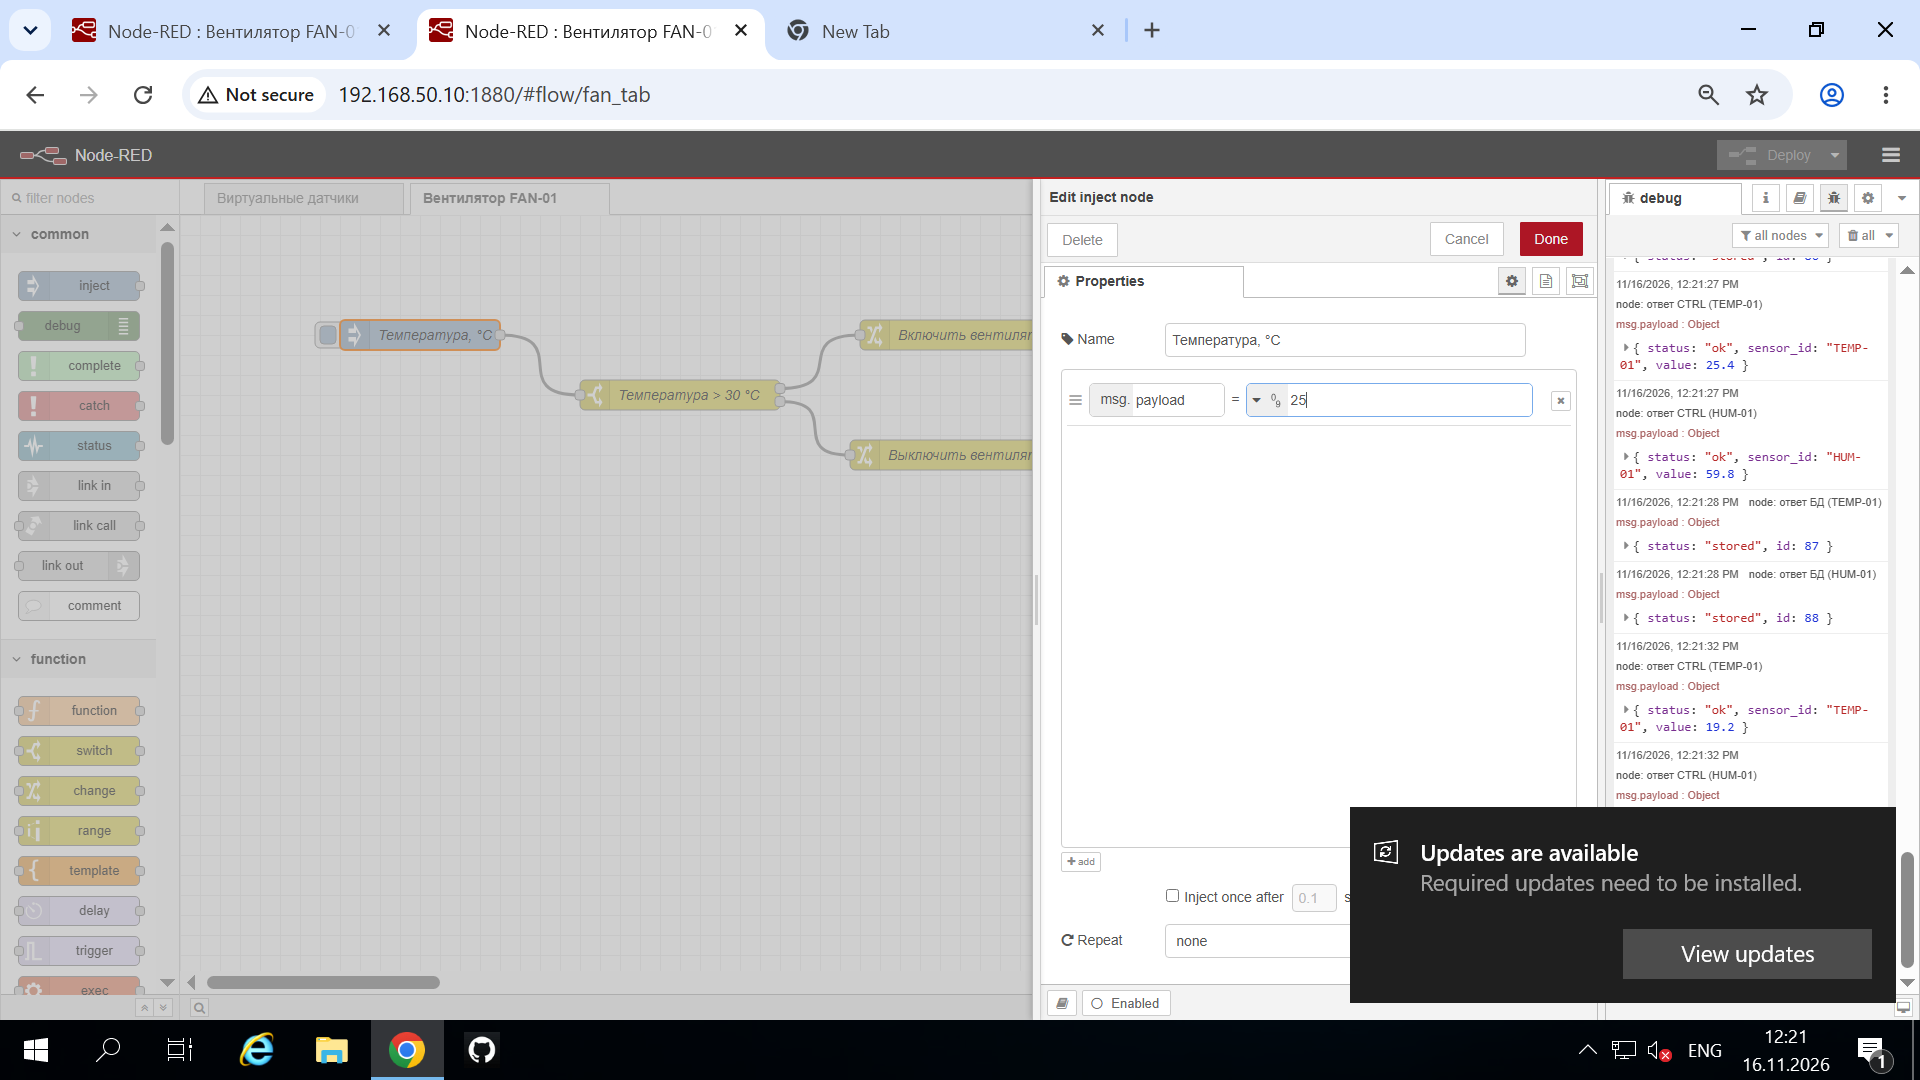 Node-RED : Вентилятор FAN-0
Node-RED : Вентилятор FAN-0
New Tab
Not secure
192.168.50.10:1880/#flow/fan_tab
Node-RED
Deploy
filter nodes
Виртуальные датчики
Вентилятор FAN-01
common
inject
debug
complete
catch
status
link in
link call
link out
comment
function
function
switch
change
range
template
delay
trigger
exec
Температура, °C
Температура > 30 °C
Включить вентилят
Выключить вентилят
Edit inject node
Delete
Cancel
Done
Properties
Name
Температура, °C
msg. payload = 25
add
Inject once after 0.1 s
Repeat none
Enabled
debug
all nodes
all
11/16/2026, 12:21:27 PM
node: ответ CTRL (TEMP-01)
msg.payload : Object
{ status: "ok", sensor_id: "TEMP-
01", value: 25.4 }
11/16/2026, 12:21:27 PM
node: ответ CTRL (HUM-01)
msg.payload : Object
{ status: "ok", sensor_id: "HUM-
01", value: 59.8 }
11/16/2026, 12:21:28 PM node: ответ БД (TEMP-01)
msg.payload : Object
{ status: "stored", id: 87 }
11/16/2026, 12:21:28 PM node: ответ БД (HUM-01)
msg.payload : Object
{ status: "stored", id: 88 }
11/16/2026, 12:21:32 PM
node: ответ CTRL (TEMP-01)
msg.payload : Object
{ status: "ok", sensor_id: "TEMP-
01", value: 19.2 }
11/16/2026, 12:21:32 PM
node: ответ CTRL (HUM-01)
msg.payload : Object
Updates are available
Required updates need to be installed.
View updates
ENG
12:21
16.11.2026
1